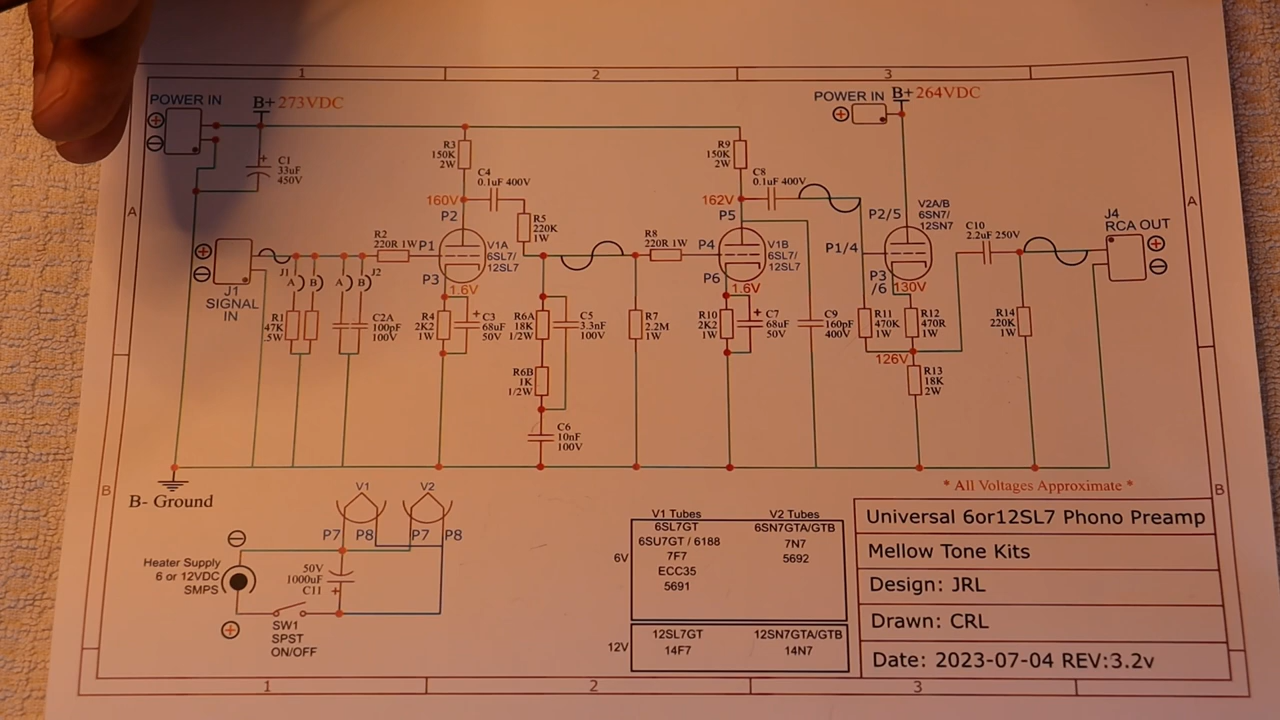 1
2
3
POWER IN
B+ 273VDC
POWER IN
B+ 264VDC
C1
33uF
450V
R3
150K
2W
C4
0.1uF 400V
160V
P2
R5
220K
1W
R9
150K
2W
C8
0.1uF 400V
162V
P5
P2/5
V2A/B
6SN7/
12SN7
A
A
J1
SIGNAL
IN
J1
A
B
A
B
J2
R2
220R 1W
P1
P3
V1A
6SL7/
12SL7
1.6V
R8
220R 1W
P4
P6
V1B
6SL7/
12SL7
1.6V
P1/4
P3
/6
130V
C10
2.2uF 250V
J4
RCA OUT
R1
47K
.5W
C2A
100pF
100V
R4
2K2
1W
C3
68uF
50V
R6A
18K
1/2W
C5
3.3nF
100V
R7
2.2M
1W
R10
2K2
1W
C7
68uF
50V
C9
160pF
400V
R11
470K
1W
R12
470R
1W
126V
R14
220K
1W
R6B
1K
1/2W
R13
18K
2W
C6
10nF
100V
B- Ground
B
B
* All Voltages Approximate *
V1
V2
P7
P8
P7
P8
Heater Supply
6 or 12VDC
SMPS
50V
1000uF
C11
SW1
SPST
ON/OFF
V1 Tubes
V2 Tubes
6V
6SL7GT
6SN7GTA/GTB
6SU7GT / 6188
7N7
7F7
5692
ECC35
5691
12V
12SL7GT
12SN7GTA/GTB
14F7
14N7
Universal 6or12SL7 Phono Preamp
Mellow Tone Kits
Design: JRL
Drawn: CRL
Date: 2023-07-04 REV:3.2v
1
2
3